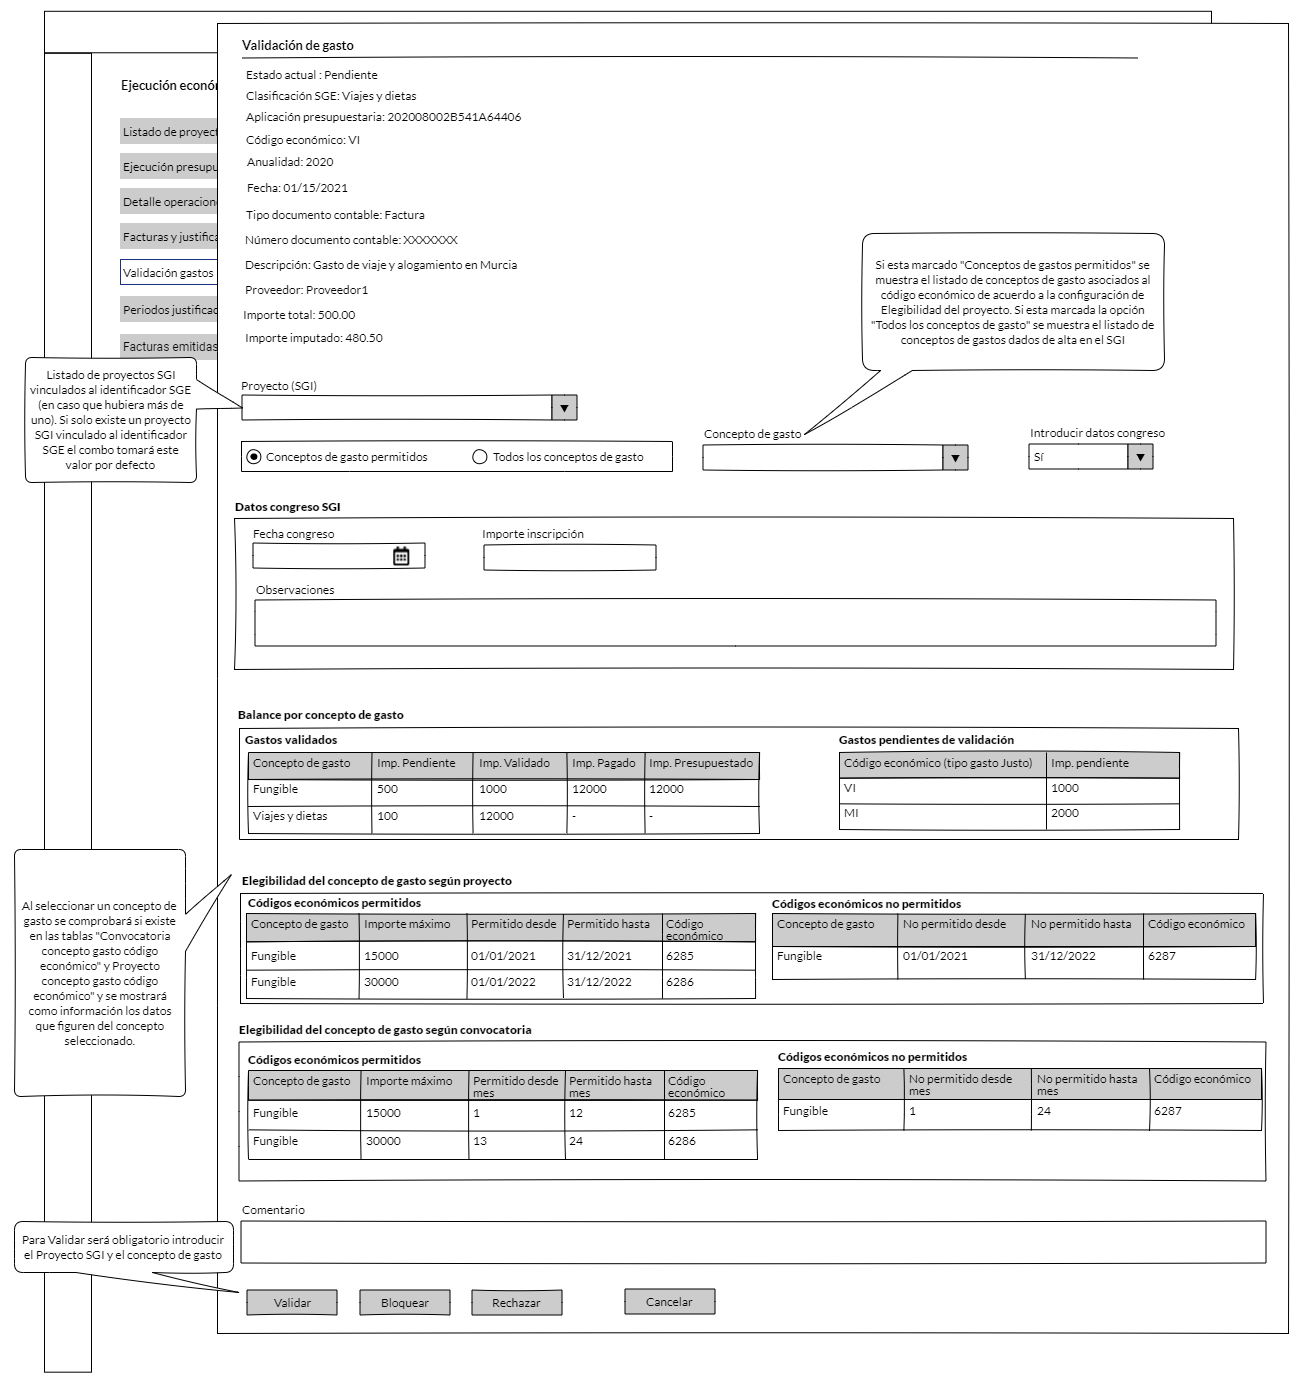 Validación de gasto
Estado actual : Pendiente
Clasificación SGE: Viajes y dietas
Aplicación presupuestaria: 202008002B541A64406
Código económico: VI
Anualidad: 2020
Fecha: 01/15/2021
Tipo documento contable: Factura
Número documento contable: XXXXXXX
Descripción: Gasto de viaje y alogamiento en Murcia
Proveedor: Proveedor1
Importe total: 500.00
Importe imputado: 480.50
Ejecución econó
Listado de proyect
Ejecución presupu
Detalle operacion
Facturas y justifica
Validación gastos
Periodos justificac
Facturas emitidas
Si esta marcado "Conceptos de gastos permitidos" se
muestra el listado de conceptos de gasto asociados al
código económico de acuerdo a la configuración de
Elegibilidad del proyecto. Si esta marcada la opción
"Todos los conceptos de gasto" se muestra el listado de
conceptos de gastos dados de alta en el SGI
Listado de proyectos SGI
vinculados al identificador SGE
(en caso que hubiera más de
uno). Si solo existe un proyecto
SGI vinculado al identificador
SGE el combo tomará este
valor por defecto
Proyecto (SGI)
Conceptos de gasto permitidos
Todos los conceptos de gasto
Concepto de gasto
Introducir datos congreso
Sí
Datos congreso SGI
Fecha congreso
Importe inscripción
Observaciones
Balance por concepto de gasto
Gastos validados
Concepto de gasto Imp. Pendiente Imp. Validado Imp. Pagado Imp. Presupuestado
Fungible 500 1000 12000 12000
Viajes y dietas 100 12000 - -
Gastos pendientes de validación
Código económico (tipo gasto Justo) Imp. pendiente
VI 1000
MI 2000
Al seleccionar un concepto de
gasto se comprobará si existe
en las tablas "Convocatoria
concepto gasto código
económico" y Proyecto
concepto gasto código
económico" y se mostrará
como información los datos
que figuren del concepto
seleccionado.
Elegibilidad del concepto de gasto según proyecto
Códigos económicos permitidos
Concepto de gasto Importe máximo Permitido desde Permitido hasta Código
económico
Fungible 15000 01/01/2021 31/12/2021 6285
Fungible 30000 01/01/2022 31/12/2022 6286
Códigos económicos no permitidos
Concepto de gasto No permitido desde No permitido hasta Código económico
Fungible 01/01/2021 31/12/2022 6287
Elegibilidad del concepto de gasto según convocatoria
Códigos económicos permitidos
Concepto de gasto Importe máximo Permitido desde Permitido hasta Código
mes mes económico
Fungible 15000 1 12 6285
Fungible 30000 13 24 6286
Códigos económicos no permitidos
Concepto de gasto No permitido desde No permitido hasta Código económico
mes mes
Fungible 1 24 6287
Comentario
Para Validar será obligatorio introducir
el Proyecto SGI y el concepto de gasto
Validar
Bloquear
Rechazar
Cancelar